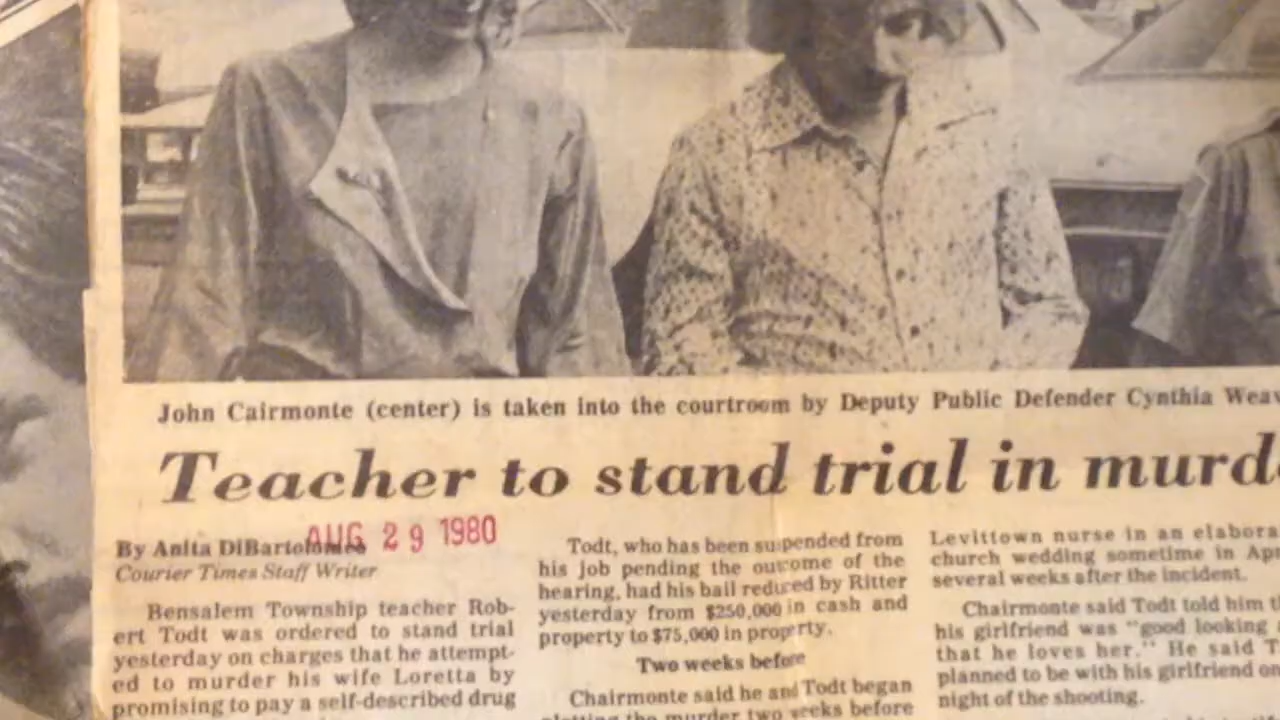 John Cairmonte (center) is taken into the courtroom by Deputy Public Defender Cynthia
Teacher to stand trial in
AUG 29 1980
By Anita
Courier Times Staff Writer
Bensalem Township teacher Rob-
ert Todt was ordered to stand trial
yesterday on charges that he attempt-
ed to murder his wife Loretta by
promising to pay a self-described drug
Todt, who has been suspended from
his job pending the outcome of the
hearing, had his bail reduced by Ritter
yesterday from $250,000 in cash and
property to $75,000 in property.
Two weeks before
Chairmonte said he and Todt began
plotting the murder two weeks before
Levittown nurse in an
church wedding sometime in
several weeks after the incident.
Chairmonte said Todt told him
his girlfriend was "good looking
that he loves her." He said
planned to be with his girlfriend
night of the shooting.